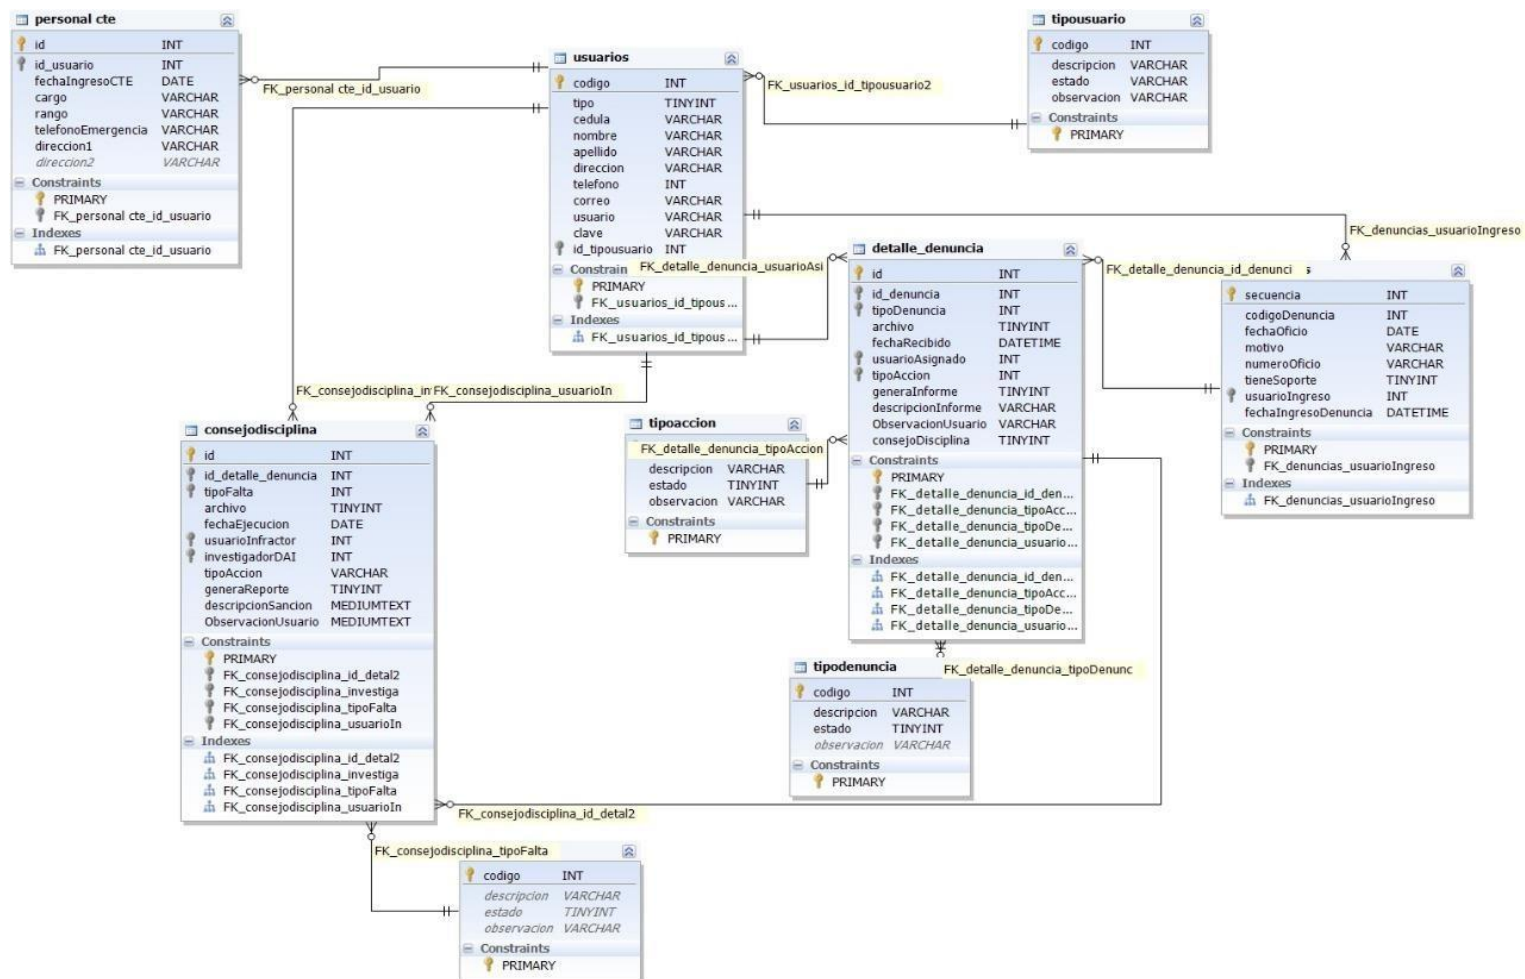 personal cte
id INT
id_usuario INT
fechaIngresoCTE DATE
cargo VARCHAR
rango VARCHAR
telefonoEmergencia VARCHAR
direccion1 VARCHAR
direccion2 VARCHAR
Constraints
PRIMARY
FK_personal cte_id_usuario
Indexes
FK_personal cte_id_usuario
FK_personal cte_id_usuario
usuarios
codigo INT
tipo TINYINT
cedula VARCHAR
nombre VARCHAR
apellido VARCHAR
direccion VARCHAR
telefono INT
correo VARCHAR
usuario VARCHAR
clave VARCHAR
id_tipousuario INT
Constrain
FK_detalle_denuncia_usuarioAsi
PRIMARY
FK_usuarios_id_tipous...
Indexes
FK_usuarios_id_tipous...
FK_usuarios_id_tipousuario2
tipousuario
codigo INT
descripcion VARCHAR
estado VARCHAR
observacion VARCHAR
Constraints
PRIMARY
FK_denuncias_usuarioIngreso
detalle_denuncia
id INT
id_denuncia INT
tipoDenuncia INT
archivo TINYINT
fechaRecibido DATETIME
usuarioAsignado INT
tipoAccion INT
generaInforme TINYINT
descripcionInforme VARCHAR
ObservacionUsuario VARCHAR
consejoDisciplina TINYINT
Constraints
PRIMARY
FK_detalle_denuncia_id_den...
FK_detalle_denuncia_tipoAcc...
FK_detalle_denuncia_tipoDe...
FK_detalle_denuncia_usuario...
Indexes
FK_detalle_denuncia_id_den...
FK_detalle_denuncia_tipoAcc...
FK_detalle_denuncia_tipoDe...
FK_detalle_denuncia_usuario...
FK_detalle_denuncia_id_denunci
s
secuencia INT
codigoDenuncia INT
fechaOficio DATE
motivo VARCHAR
numeroOficio VARCHAR
tieneSoporte TINYINT
usuarioIngreso INT
fechaIngresoDenuncia DATETIME
Constraints
PRIMARY
FK_denuncias_usuarioIngreso
Indexes
FK_denuncias_usuarioIngreso
FK_consejodisciplina_in
FK_consejodisciplina_usuarioIn
consejodisciplina
id INT
id_detalle_denuncia INT
tipoFalta INT
archivo TINYINT
fechaEjecucion DATE
usuarioInfractor INT
investigadorDAI INT
tipoAccion VARCHAR
generaReporte TINYINT
descripcionSancion MEDIUMTEXT
ObservacionUsuario MEDIUMTEXT
Constraints
PRIMARY
FK_consejodisciplina_id_detal2
FK_consejodisciplina_investiga
FK_consejodisciplina_tipoFalta
FK_consejodisciplina_usuarioIn
Indexes
FK_consejodisciplina_id_detal2
FK_consejodisciplina_investiga
FK_consejodisciplina_tipoFalta
FK_consejodisciplina_usuarioIn
tipoaccion
FK_detalle_denuncia_tipoAccion
descripcion VARCHAR
estado TINYINT
observacion VARCHAR
Constraints
PRIMARY
tipodenuncia
FK_detalle_denuncia_tipoDenunc
codigo INT
descripcion VARCHAR
estado TINYINT
observacion VARCHAR
Constraints
PRIMARY
FK_consejodisciplina_id_detal2
FK_consejodisciplina_tipoFalta
codigo INT
descripcion VARCHAR
estado TINYINT
observacion VARCHAR
Constraints
PRIMARY